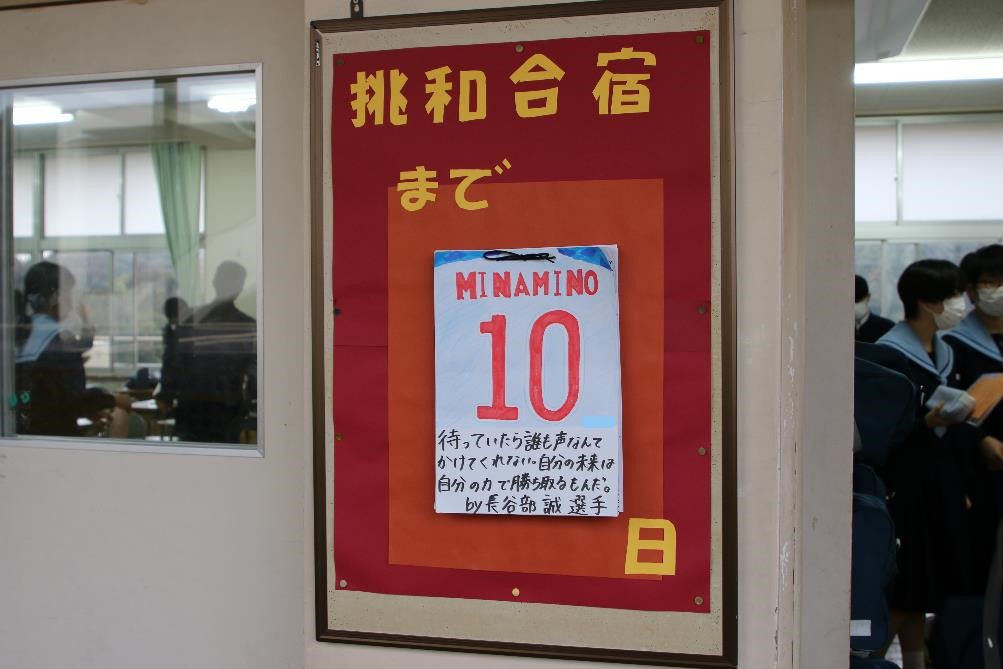 挑和合宿
まで
MINAMINO
10
待っていたら誰も声なんて
かけてくれない。自分の未来は
自分の力で勝ち取るもんだ。
by 長谷部 誠 選手
日